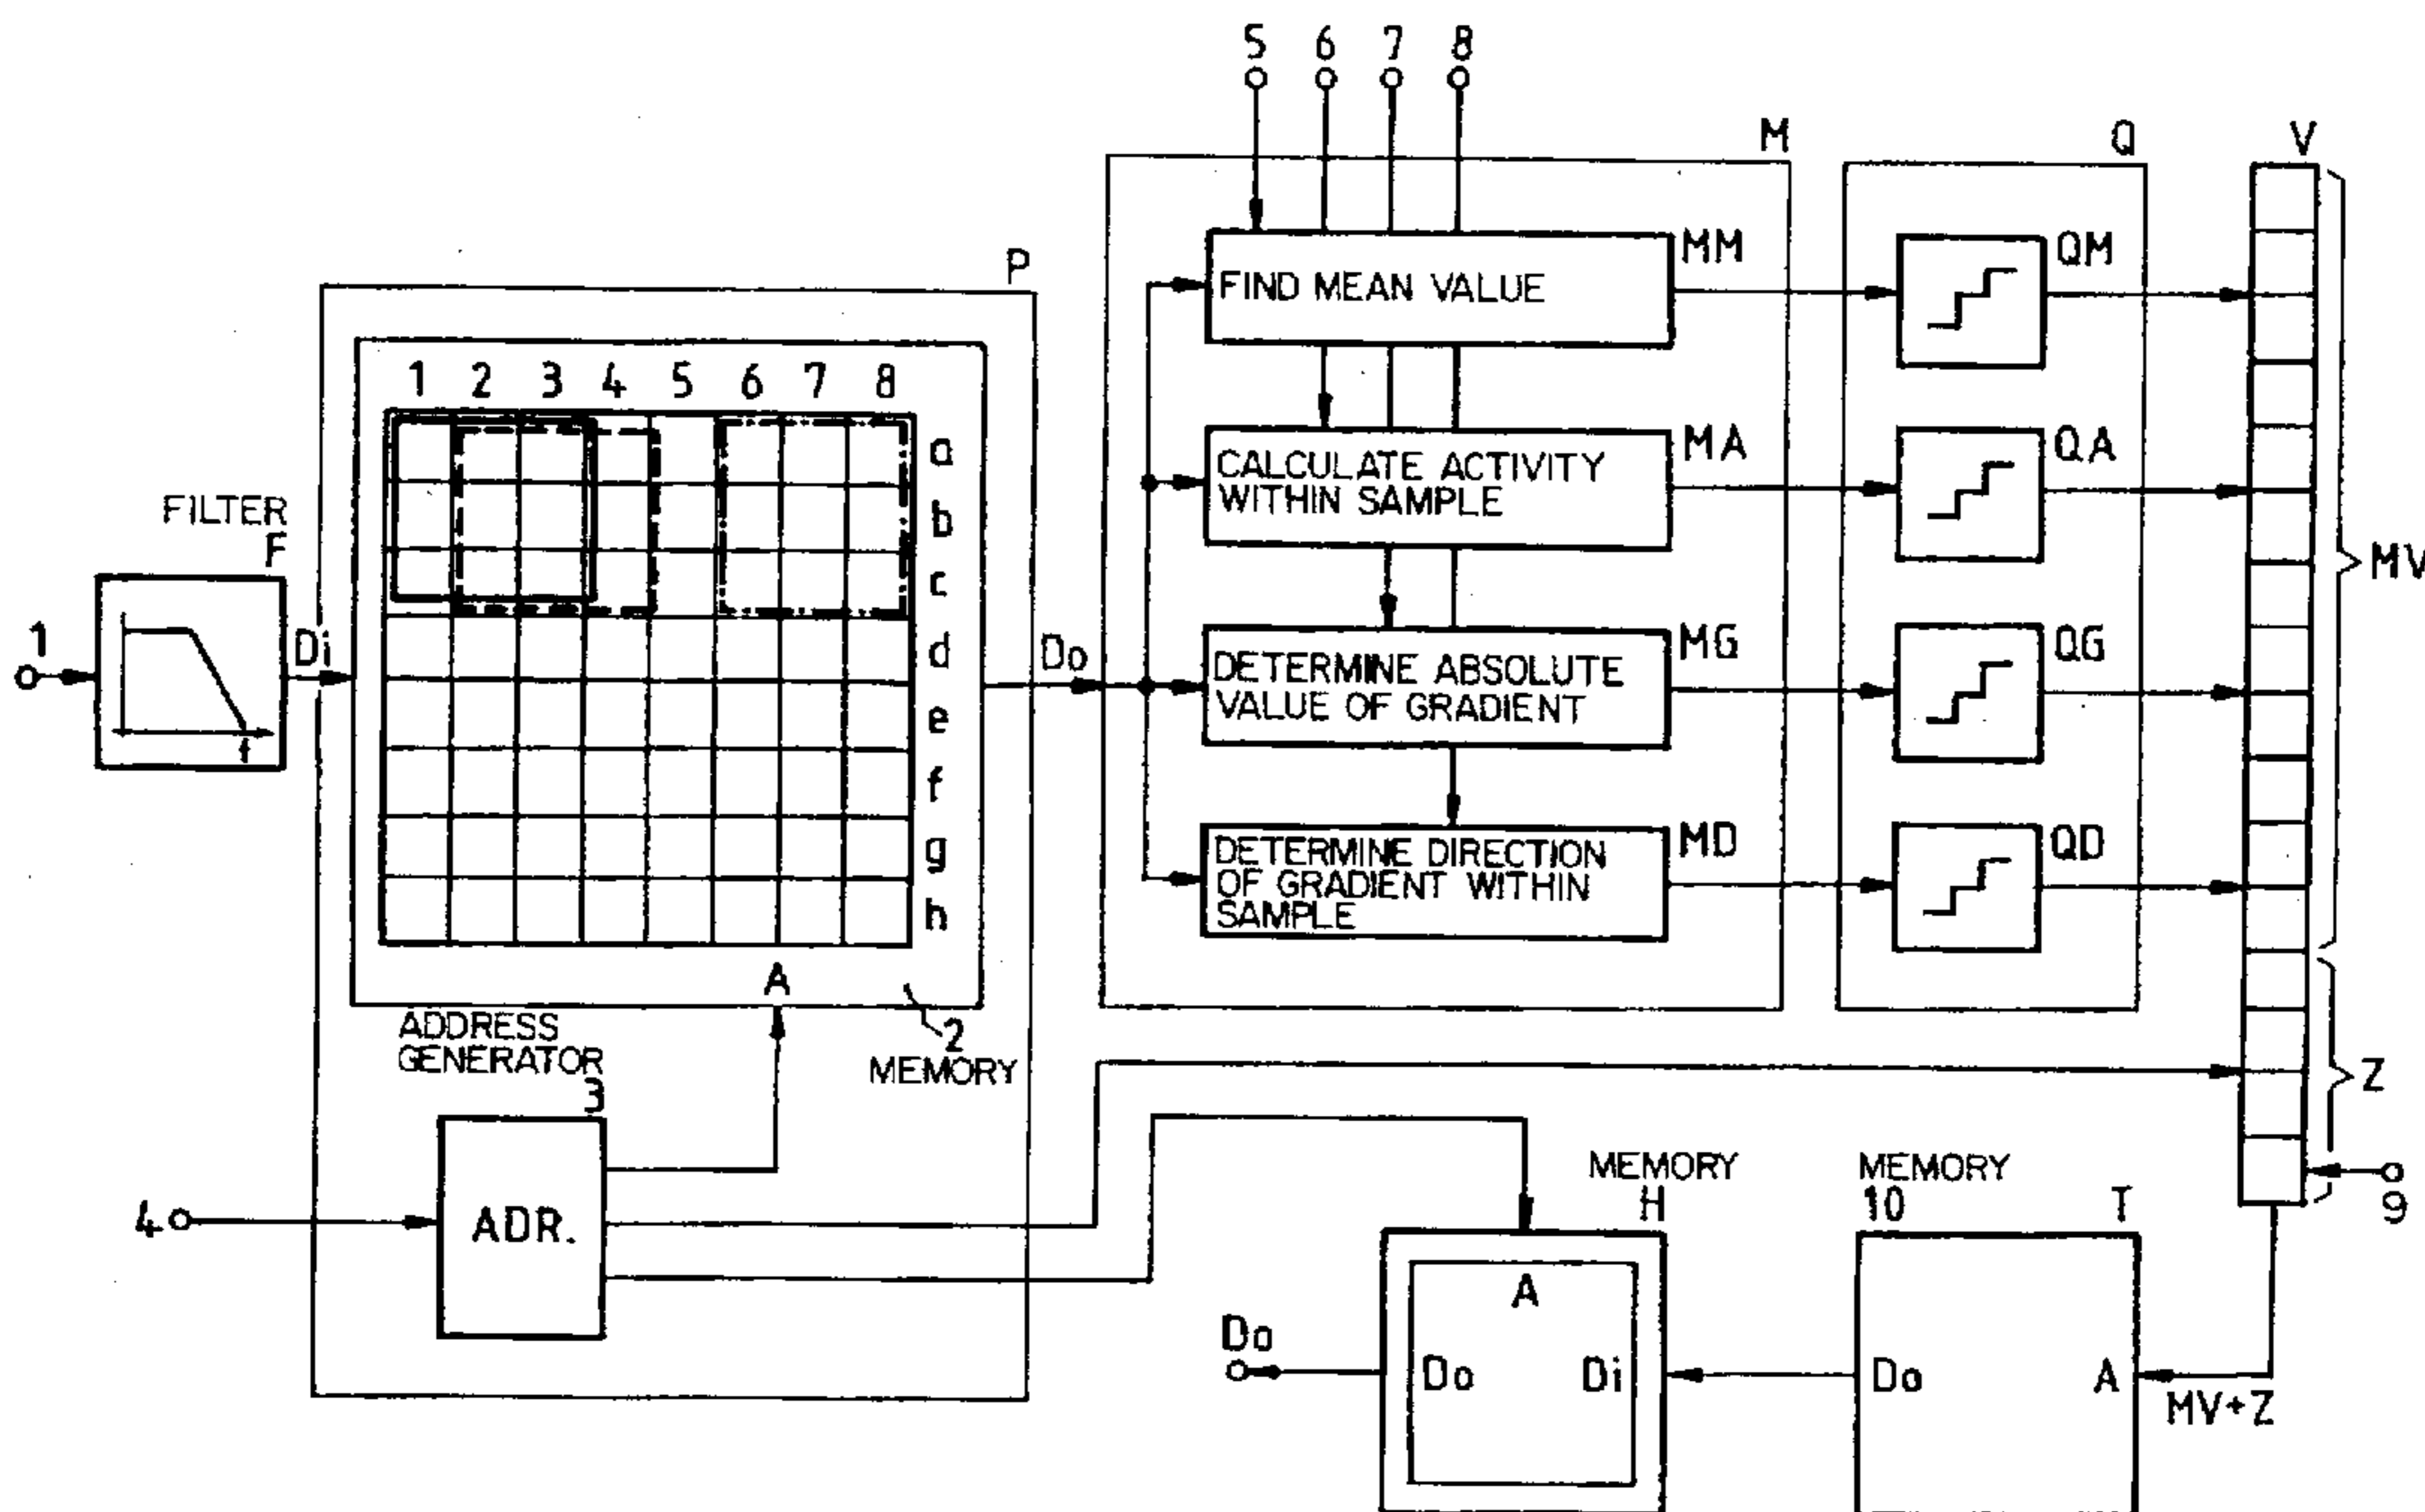 5 6 7 8
M Q V
P
MM QM
FIND MEAN VALUE
1 2 3 4 5 6 7 8
a
MA QA
CALCULATE ACTIVITY
WITHIN SAMPLE
FILTER
F
b
c
MV
1
Di
d
Do
MG QG
DETERMINE ABSOLUTE
VALUE OF GRADIENT
e
f
f
g
MD QD
DETERMINE DIRECTION
OF GRADIENT WITHIN
SAMPLE
h
A
ADDRESS
GENERATOR
3
2
MEMORY
Z
4
ADR.
MEMORY
H
MEMORY
10 T
9
A
Do
Do Di
Do A
MV+Z